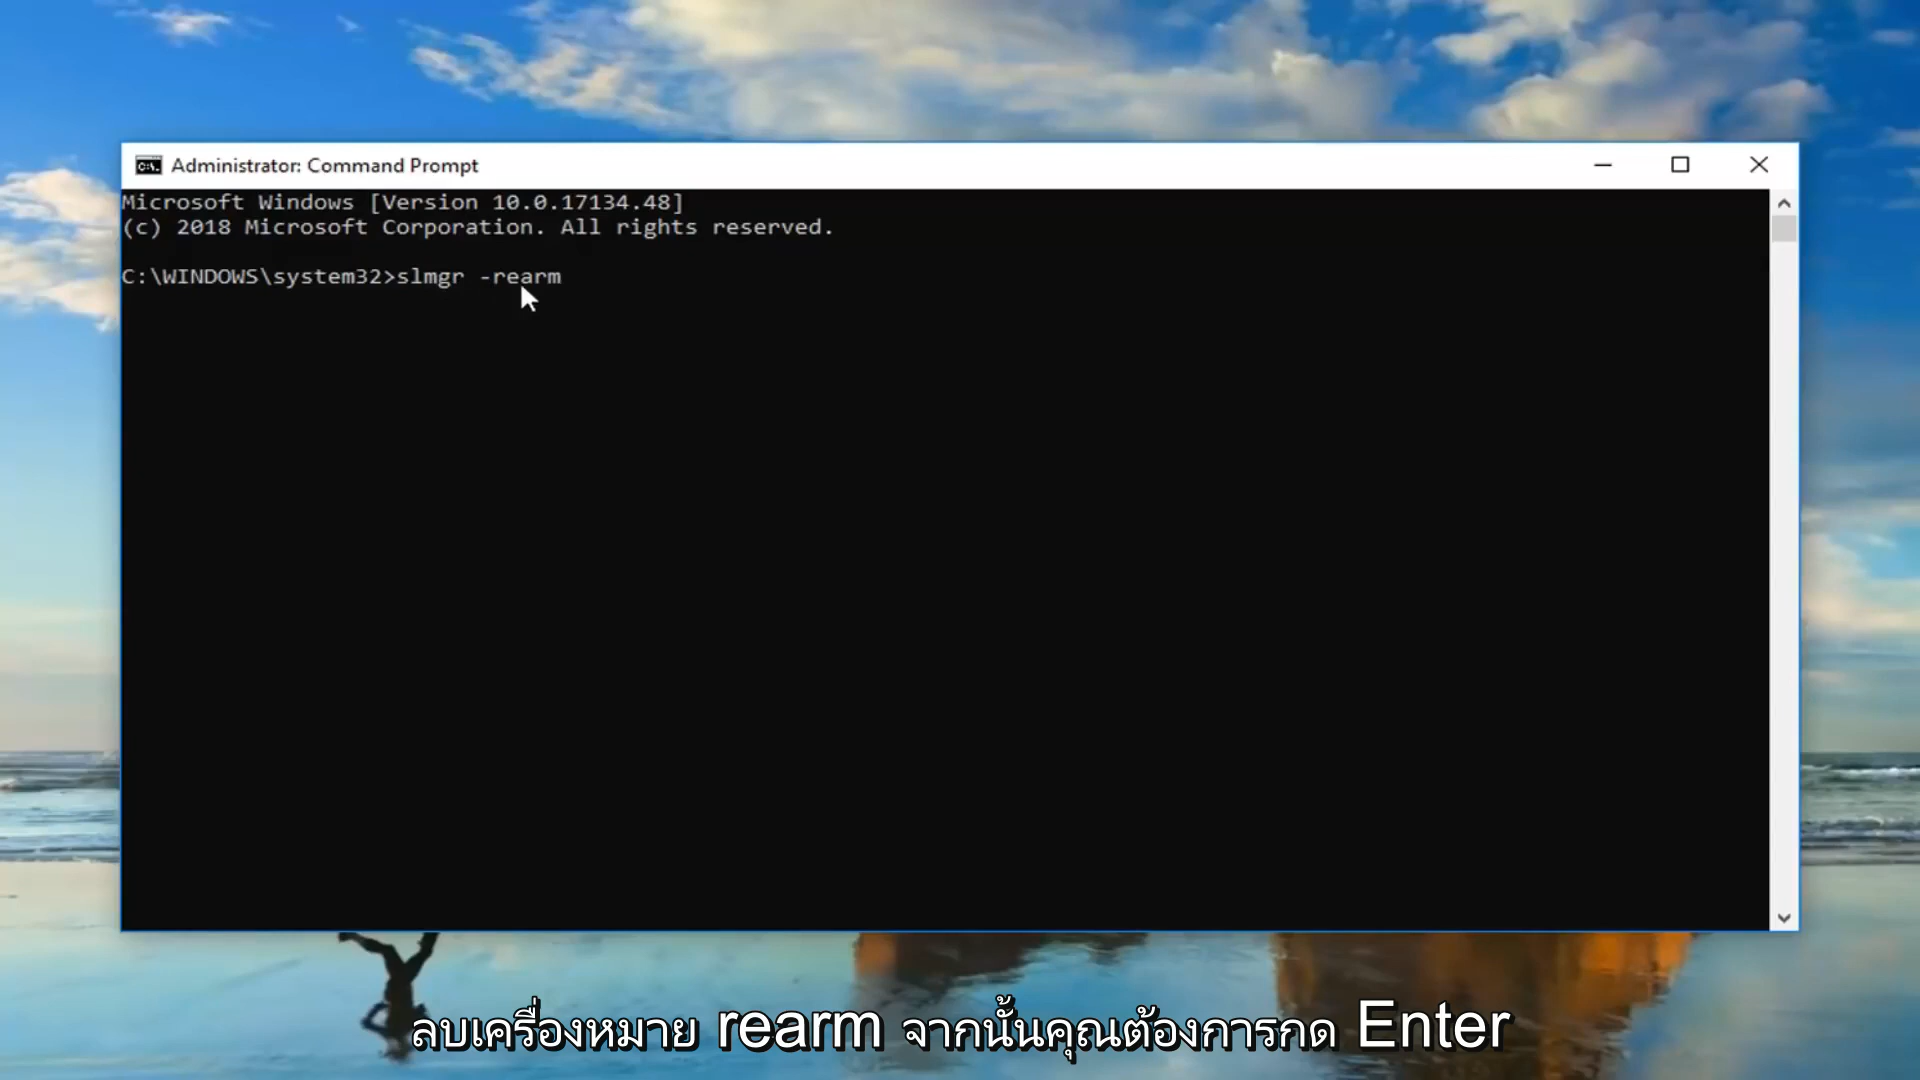 Administrator: Command Prompt
Microsoft Windows [Version 10.0.17134.48]
(c) 2018 Microsoft Corporation. All rights reserved.
C:\WINDOWS\system32>slmgr -rearm
ลบเครื่องหมาย rearm จากนั้นคุณต้องการกด Enter